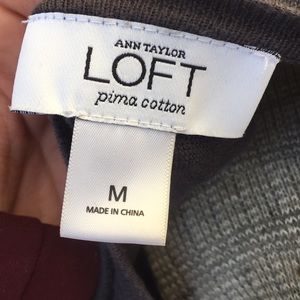 ANN TAYLOR
LOFT
pima cotton
M
MADE IN CHINA